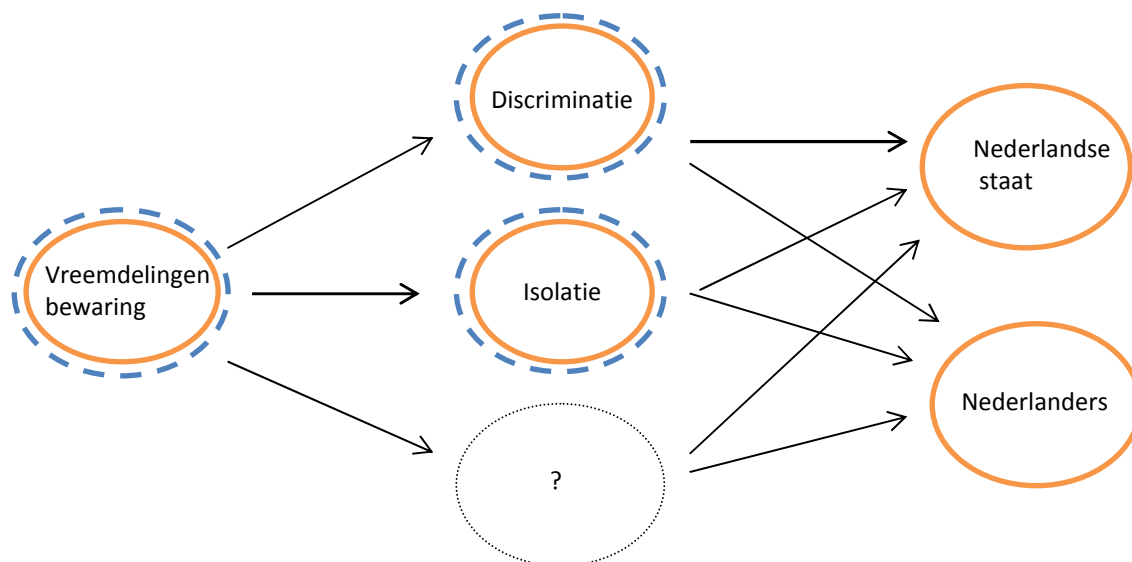 Discriminatie
Nederlandse
staat
Vreemdelingen
bewaring
Isolatie
Nederlanders
?